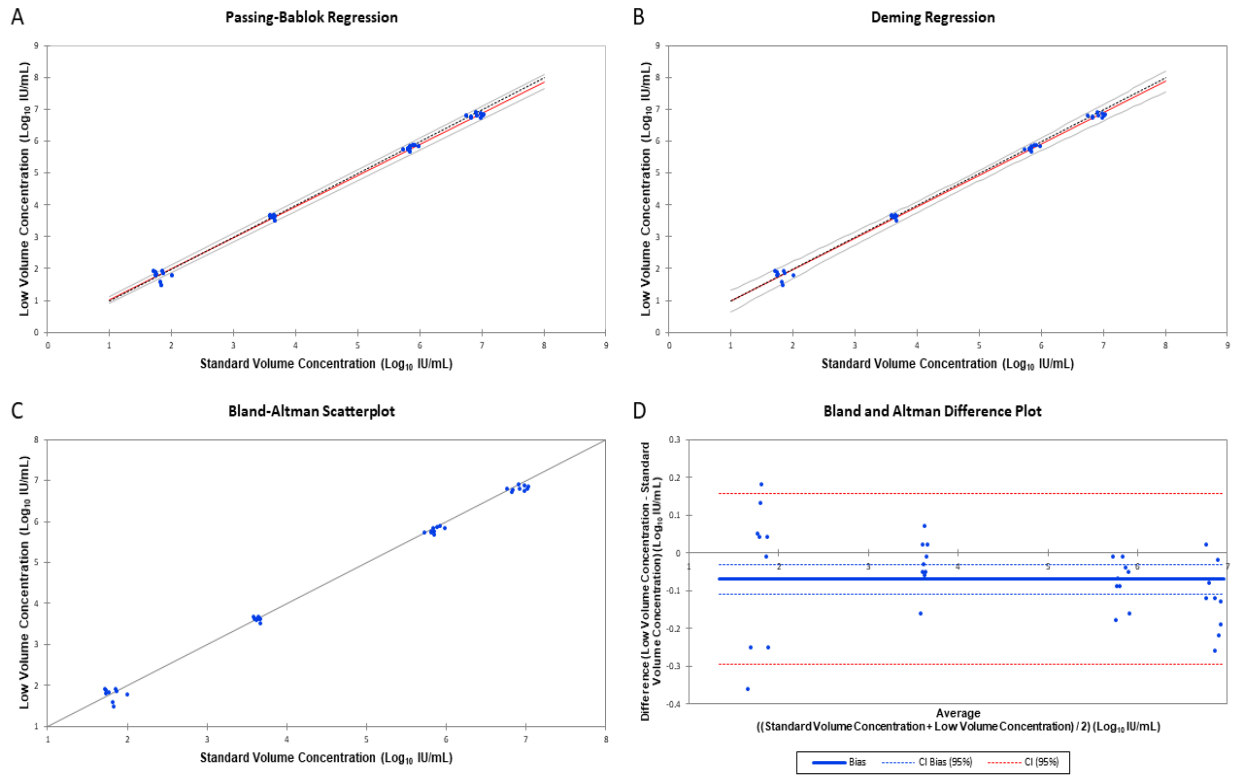 A
Passing-Bablok Regression
Low Volume Concentration (Log10 IU/mL)
9
8
7
6
5
4
3
2
1
0
0 1 2 3 4 5 6 7 8 9
Standard Volume Concentration (Log10 IU/mL)
B
Deming Regression
Low Volume Concentration (Log10 IU/mL)
9
8
7
6
5
4
3
2
1
0
0 1 2 3 4 5 6 7 8 9
Standard Volume Concentration (Log10 IU/mL)
C
Bland-Altman Scatterplot
Low Volume Concentration (Log10 IU/mL)
8
7
6
5
4
3
2
1
1 2 3 4 5 6 7 8
Standard Volume Concentration (Log10 IU/mL)
D
Bland and Altman Difference Plot
Difference (Low Volume Concentration - Standard
Volume Concentration) (Log10 IU/mL)
0.3
0.2
0.1
0
-0.1
-0.2
-0.3
-0.4
1 2 3 4 5 6 7
Average
((Standard Volume Concentration + Low Volume Concentration) / 2) (Log10 IU/mL)
Bias CI Bias (95%) CI (95%)